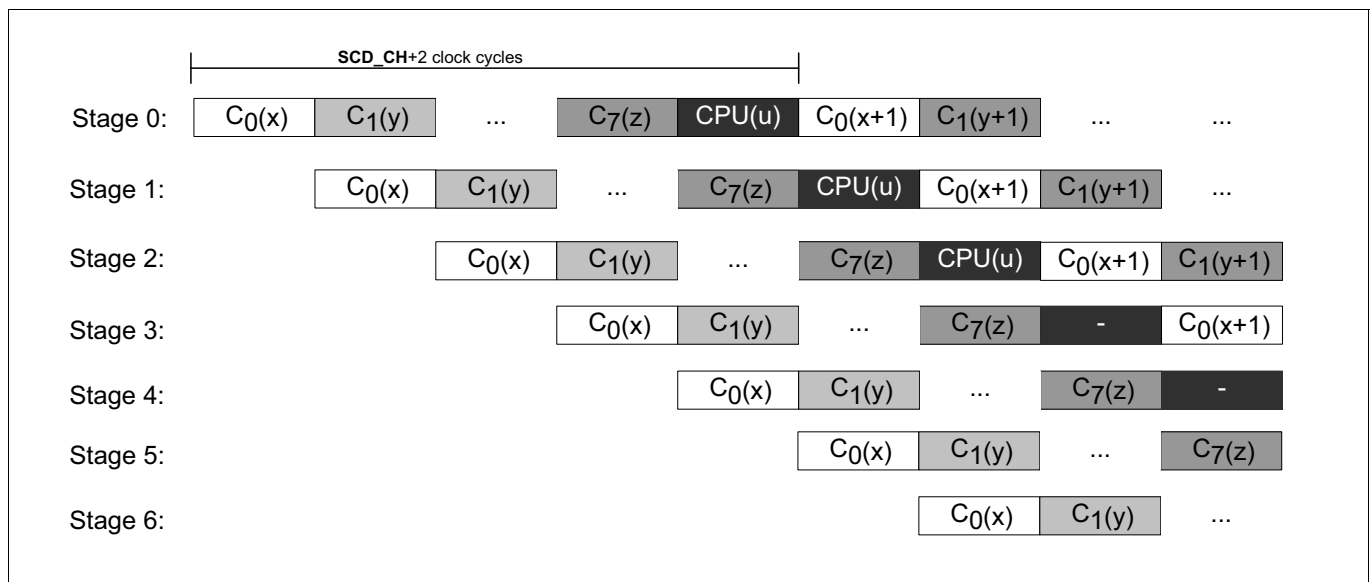 SCD_CH+2 clock cycles
Stage 0: C0(x) C1(y) ... C7(z) CPU(u) C0(x+1) C1(y+1) ... ...
Stage 1: C0(x) C1(y) ... C7(z) CPU(u) C0(x+1) C1(y+1) ...
Stage 2: C0(x) C1(y) ... C7(z) CPU(u) C0(x+1) C1(y+1)
Stage 3: C0(x) C1(y) ... C7(z) - C0(x+1)
Stage 4: C0(x) C1(y) ... C7(z) -
Stage 5: C0(x) C1(y) ... C7(z)
Stage 6: C0(x) C1(y) ...